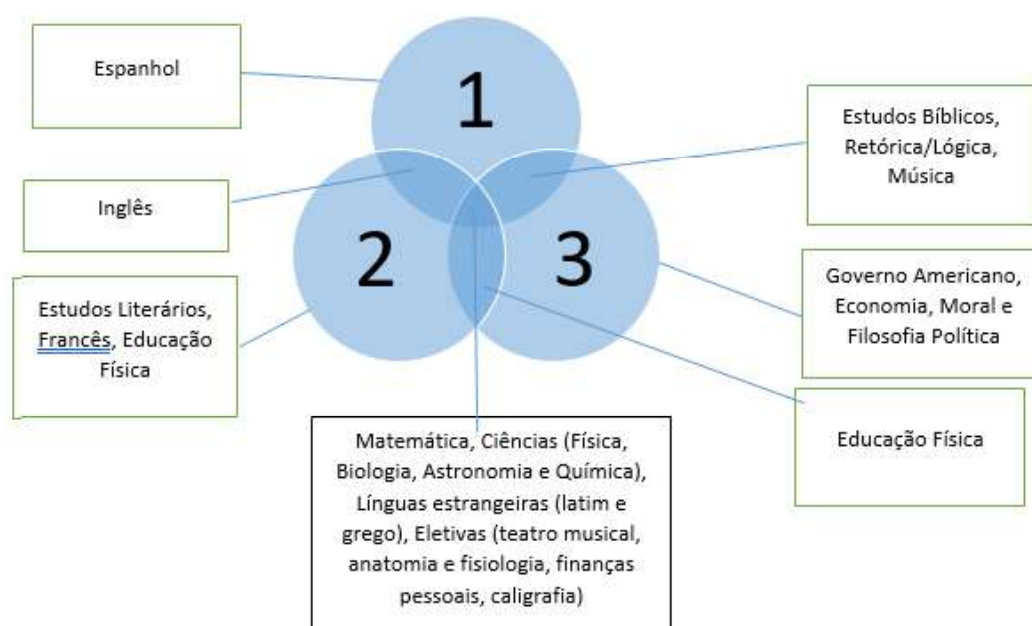 Espanhol
1
Estudos Bíblicos,
Retórica/Lógica,
Música
Inglês
2
3
Estudos Literários,
Francês, Educação
Física
Governo Americano,
Economia, Moral e
Filosofia Política
Educação Física
Matemática, Ciências (Física,
Biologia, Astronomia e Química),
Línguas estrangeiras (latim e
grego), Eletivas (teatro musical,
anatomia e fisiologia, finanças
pessoais, caligrafia)